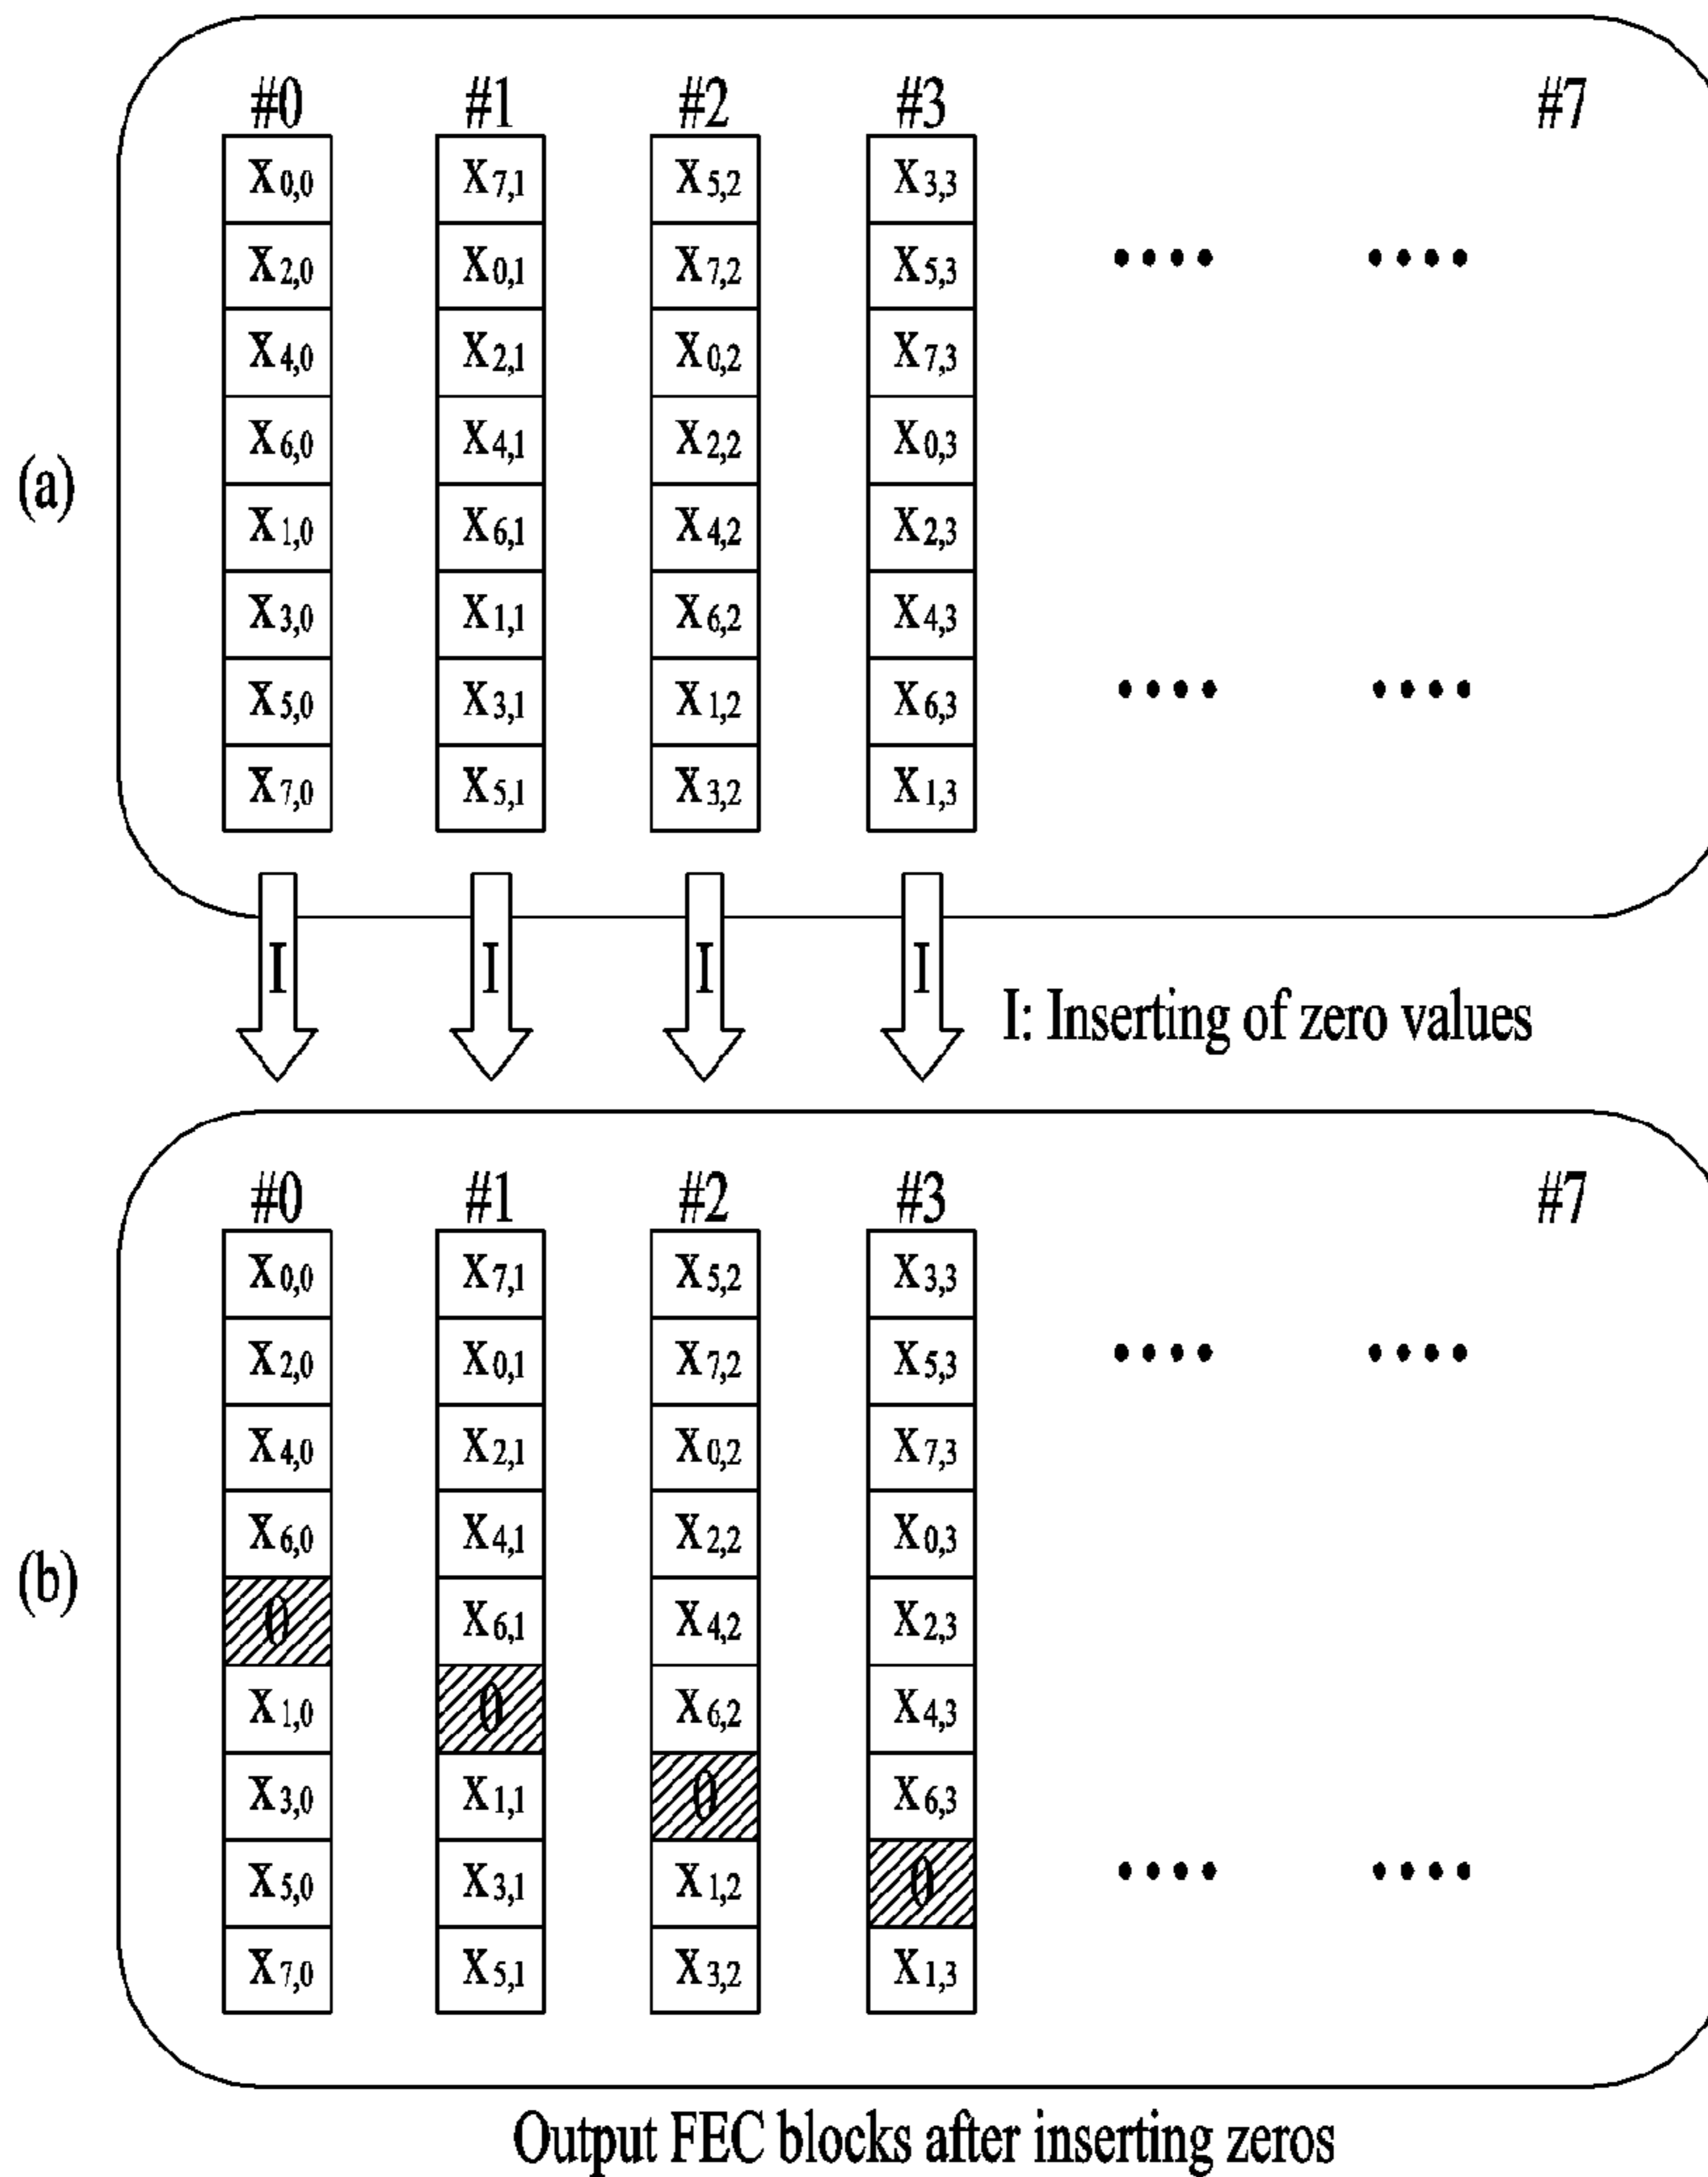 #0 #1 #2 #3 #7
X0,0 X7,1 X5,2 X3,3
X2,0 X0,1 X7,2 X5,3 •••• ••••
X4,0 X2,1 X0,2 X7,3
X6,0 X4,1 X2,2 X0,3
(a)
X1,0 X6,1 X4,2 X2,3
X3,0 X1,1 X6,2 X4,3
X5,0 X3,1 X1,2 X6,3 •••• ••••
X7,0 X5,1 X3,2 X1,3
I I I I
I: Inserting of zero values
#0 #1 #2 #3 #7
X0,0 X7,1 X5,2 X3,3
X2,0 X0,1 X7,2 X5,3 •••• ••••
X4,0 X2,1 X0,2 X7,3
X6,0 X4,1 X2,2 X0,3
(b)
0 X6,1 X4,2 X2,3
X1,0 0 X6,2 X4,3
X3,0 X1,1 0 X6,3
X5,0 X3,1 X1,2 0 •••• ••••
X7,0 X5,1 X3,2 X1,3
Output FEC blocks after inserting zeros